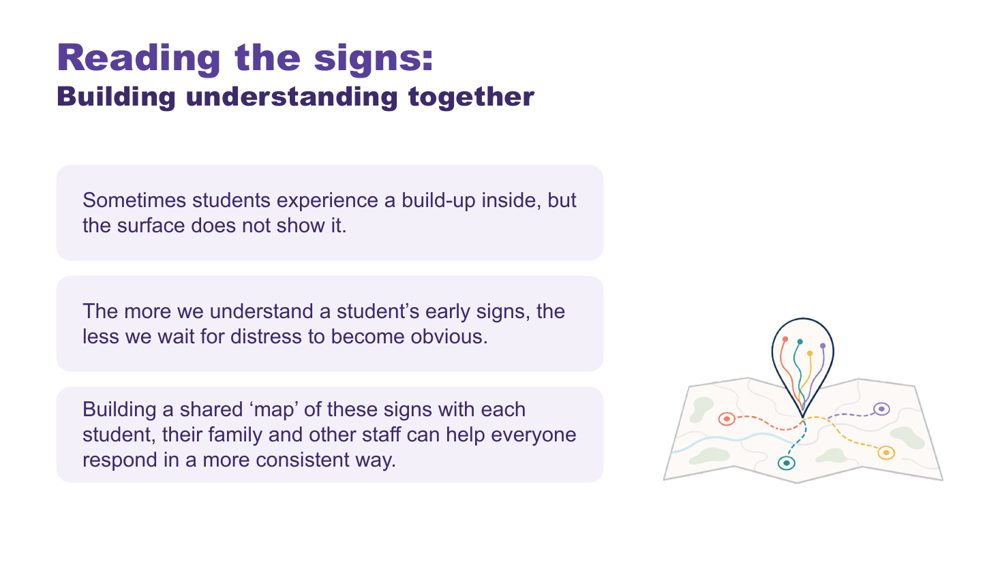 Reading the signs:
Building understanding together
Sometimes students experience a build-up inside, but
the surface does not show it.
The more we understand a student’s early signs, the
less we wait for distress to become obvious.
Building a shared ‘map’ of these signs with each
student, their family and other staff can help everyone
respond in a more consistent way.